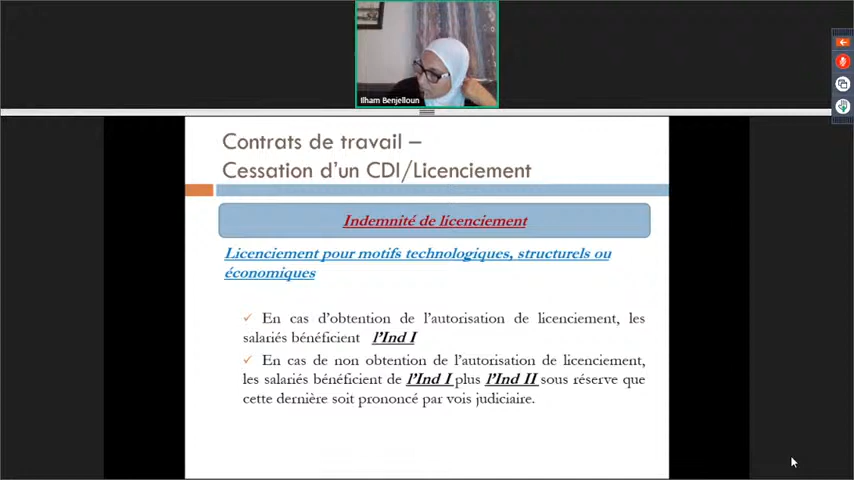 Ilham Benjelloun
Contrats de travail –
Cessation d'un CDI/Licenciement
Indemnité de licenciement
Licenciement pour motifs technologiques, structurels ou
économiques
✓ En cas d'obtention de l'autorisation de licenciement, les
salariés bénéficient l'Ind I
✓ En cas de non obtention de l'autorisation de licenciement,
les salariés bénéficient de l'Ind I plus l'Ind II sous réserve que
cette dernière soit prononcé par vois judiciaire.